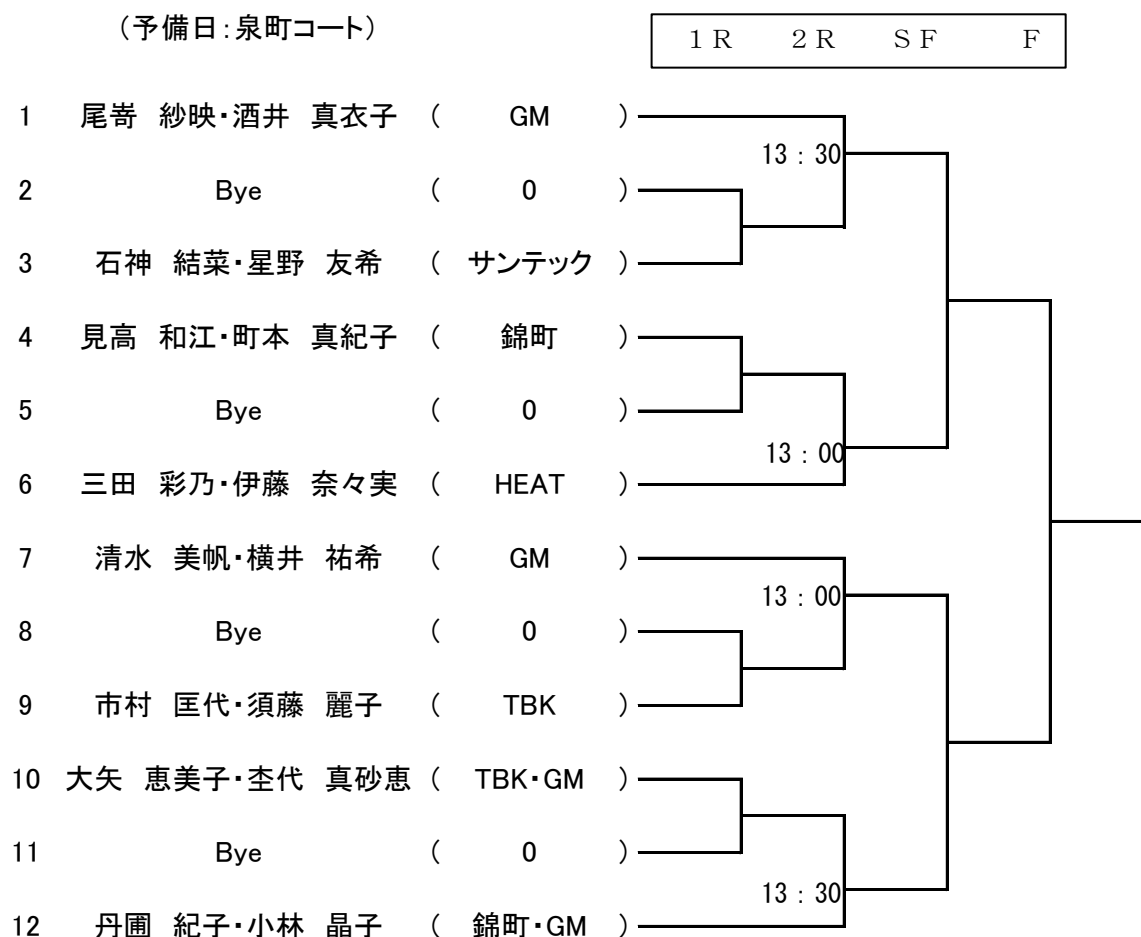 （予備日：泉町コート）
１Ｒ ２Ｒ ＳＦ Ｆ
1 尾嵜 紗映・酒井 真衣子 （ GM ）
13：30
2 Bye （ 0 ）
3 石神 結菜・星野 友希 （ サンテック ）
4 見高 和江・町本 真紀子 （ 錦町 ）
5 Bye （ 0 ）
13：00
6 三田 彩乃・伊藤 奈々実 （ HEAT ）
7 清水 美帆・横井 祐希 （ GM ）
13：00
8 Bye （ 0 ）
9 市村 匡代・須藤 麗子 （ TBK ）
10 大矢 恵美子・杢代 真砂恵 （ TBK・GM ）
11 Bye （ 0 ）
13：30
12 丹圃 紀子・小林 晶子 （ 錦町・GM ）